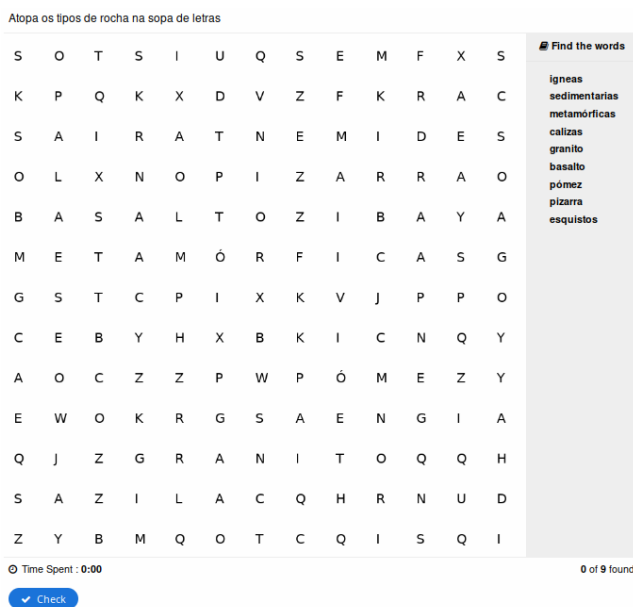 Atopa os tipos de rocha na sopa de letras
S O T S I U Q S E M F X S
K P Q K X D V Z F K R A C
S A I R A T N E M I D E S
O L X N O P I Z A R R A O
B A S A L T O Z I B A Y A
M E T A M Ó R F I C A S G
G S T C P I X K V J P P O
C E B Y H X B K I C N Q Y
A O C Z Z P W P Ó M E Z Y
E W O K R G S A E N G I A
Q J Z G R A N I T O Q Q H
S A Z I L A C Q H R N U D
Z Y B M Q O T C Q I S Q I
Find the words
igneas
sedimentarias
metamórficas
calizas
granito
basalto
pómez
pizarra
esquistos
Time Spent : 0:00
0 of 9 found
Check